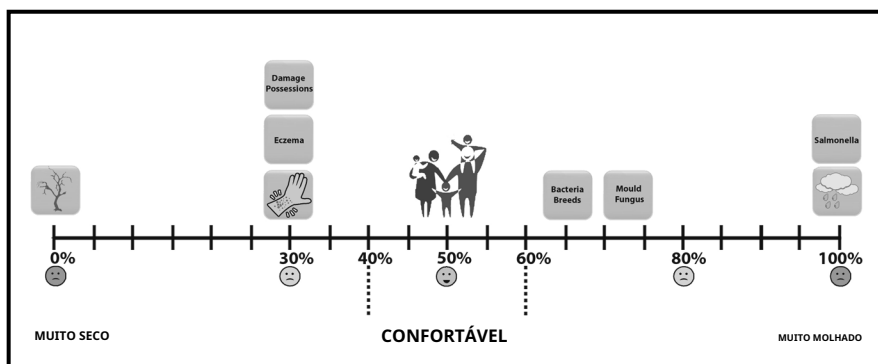 Damage
Possessions
Eczema
Salmonella
Bacteria
Breeds
Mould
Fungus
0%
30%
40%
50%
60%
80%
100%
MUITO SECO
CONFORTÁVEL
MUITO MOLHADO